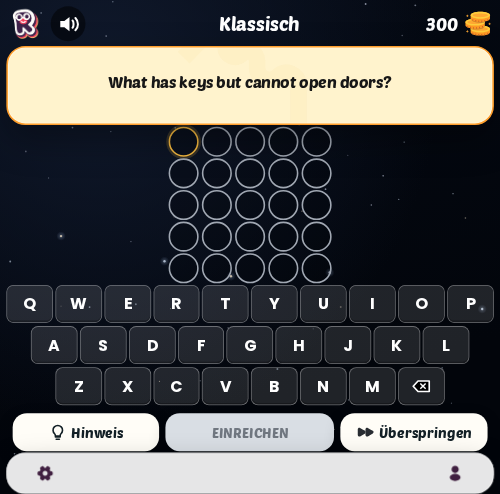 Klassisch
300
What has keys but cannot open doors?
Q W E R T Y U I O P
A S D F G H J K L
Z X C V B N M
Hinweis EINREICHEN Überspringen